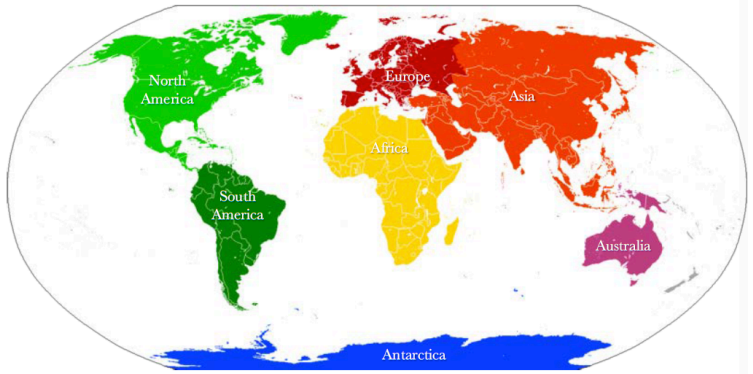 North
America
Europe
Asia
Africa
South
America
Australia
Antarctica